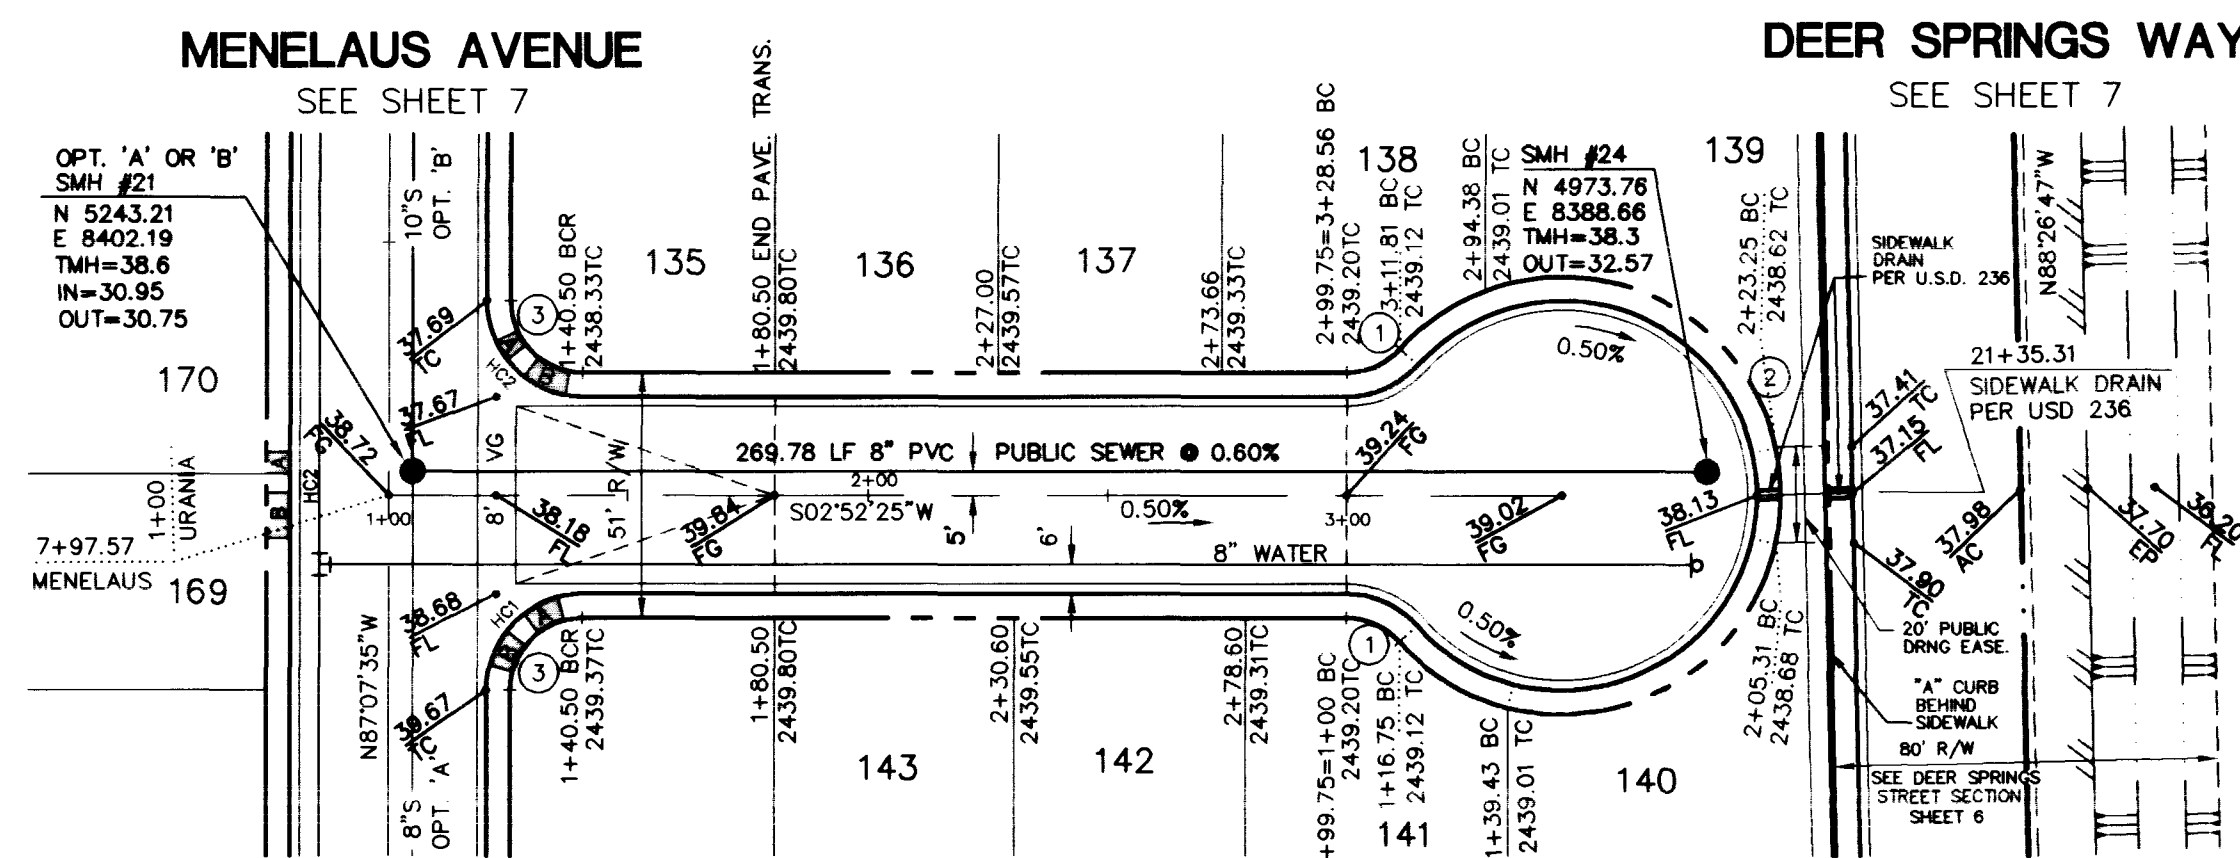 MENELAUS AVENUE
SEE SHEET 7
DEER SPRINGS WAY
SEE SHEET 7
OPT. 'A' OR 'B'
SMH #21
N 5243.21
E 8402.19
TMH=38.6
IN=30.95
OUT=30.75
10"S
OPT. 'B'
1+40.50 BCR
2438.33TC
135
1+80.50 END PAVE. TRANS.
2439.80TC
136
2+27.00
2439.57TC
137
2+73.66
2439.33TC
2+99.75=3+28.56 BC
2439.20TC
138
3+11.81 BC
2439.12 TC
2+94.38 BC
2439.01 TC
SMH #24
N 4973.76
E 8388.66
TMH=38.3
OUT=32.57
139
2+23.25 BC
2438.62 TC
SIDEWALK
DRAIN
PER U.S.D. 236
N88°26'47"W
21+35.31
SIDEWALK DRAIN
PER USD 236
170
37.69
TC
3
A
B
HC2
37.67
FL
38.72
FG
VG
1
0.50%
2
37.41
TC
37.15
FL
269.78 LF 8" PVC PUBLIC SEWER @ 0.60%
39.24
FG
A
B
HC2
1+00
URANIA
7+97.57
MENELAUS
169
1+00
8'
38.18
FL
51' R/W
39.84
FG
2+00
S02°52'25"W
0.50%
5'
6'
3+00
39.02
FG
38.13
FL
37.98
AC
37.70
EP
36.20
FL
8" WATER
38.68
FL
HC1
A
B
3
39.67
TC
N87°07'35"W
8"S
OPT. 'A'
1+40.50 BCR
2439.37TC
1+80.50
2439.80TC
143
2+30.60
2439.55TC
142
2+78.60
2439.31TC
1
0.50%
+99.75=1+00 BC
2439.20TC
1+16.75 BC
2439.12 TC
141
1+39.43 BC
2439.01 TC
140
2+05.31 BC
2438.68 TC
37.90
TC
20' PUBLIC
DRNG EASE.
"A" CURB
BEHIND
SIDEWALK
80' R/W
SEE DEER SPRINGS
STREET SECTION
SHEET 6